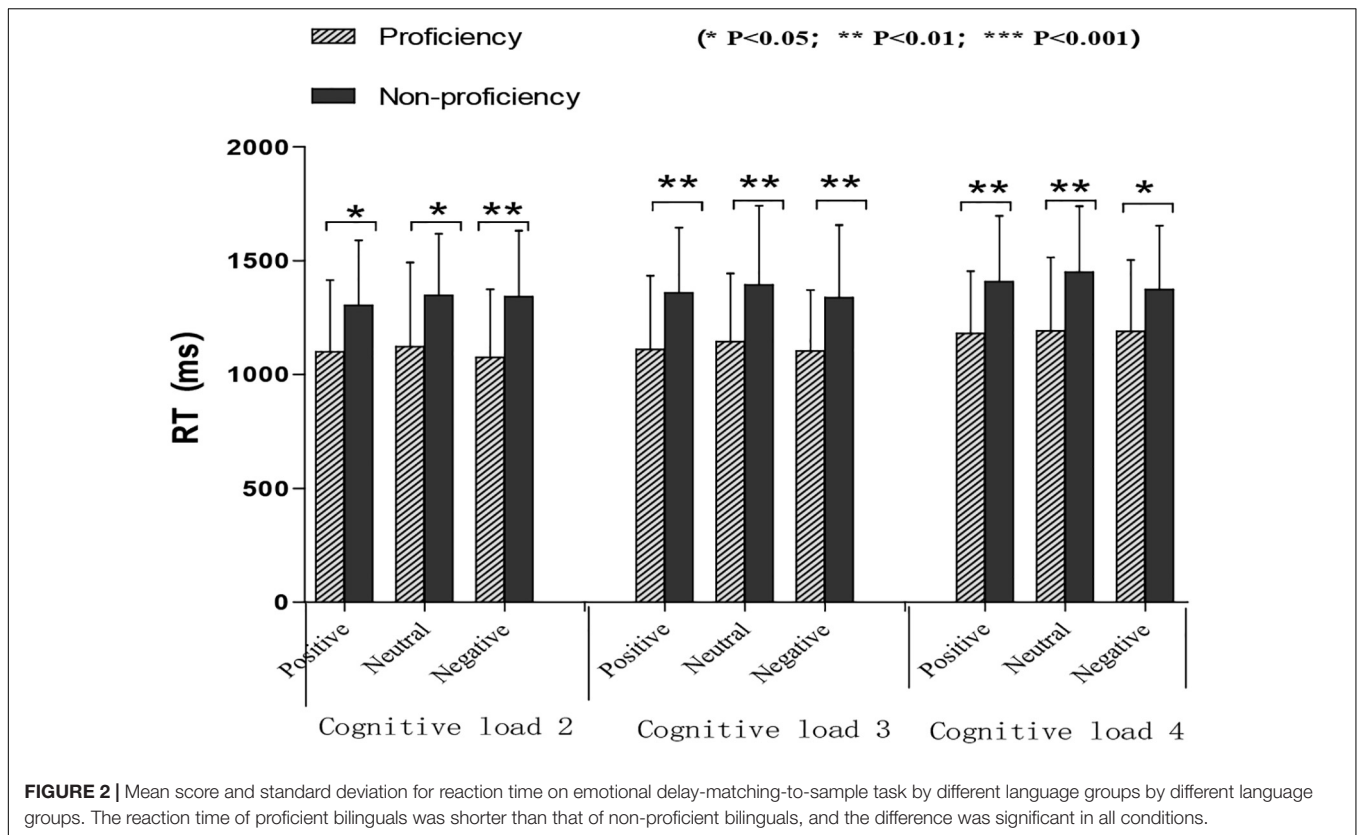 Proficiency
(* P<0.05; ** P<0.01; *** P<0.001)
Non-proficiency
2000
1500
1000
500
0
RT (ms)
* * **
** ** **
** ** *
Positive Neutral Negative Positive Neutral Negative Positive Neutral Negative
Cognitive load 2 Cognitive load 3 Cognitive load 4
FIGURE 2 | Mean score and standard deviation for reaction time on emotional delay-matching-to-sample task by different language groups by different language
groups. The reaction time of proficient bilinguals was shorter than that of non-proficient bilinguals, and the difference was significant in all conditions.